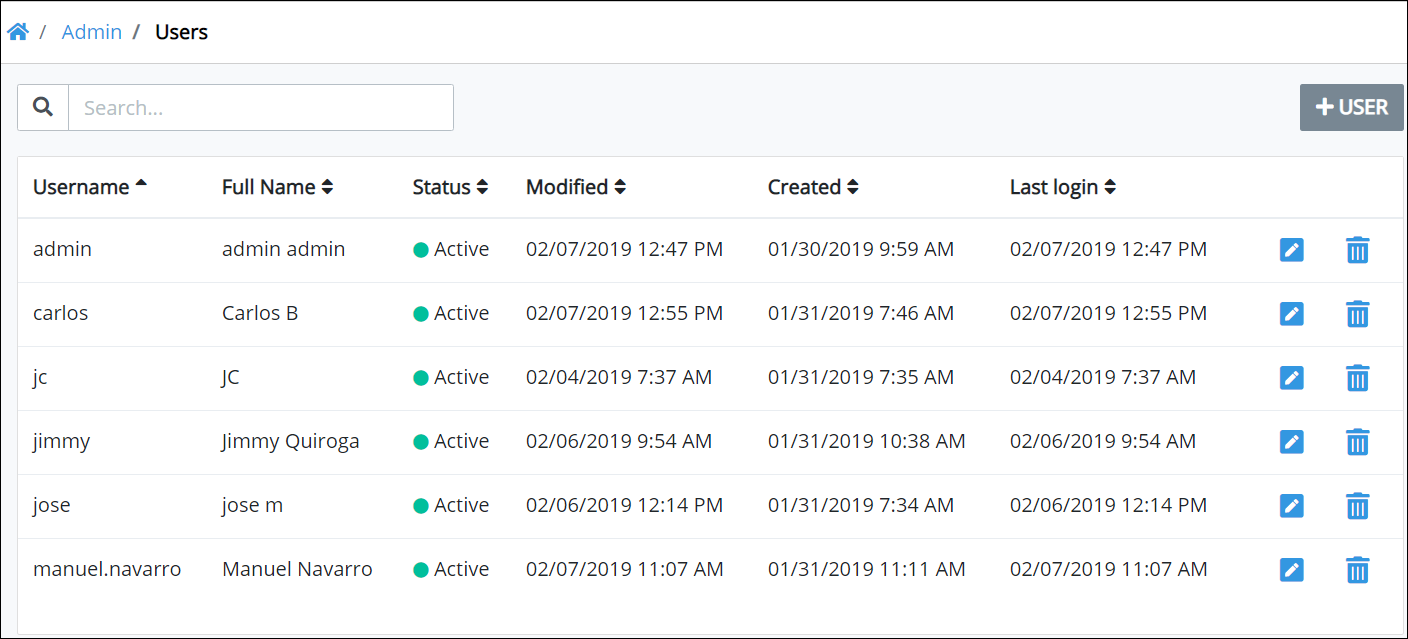 / Admin / Users
Search...
+ USER
Username Full Name Status Modified Created Last login
admin admin admin Active 02/07/2019 12:47 PM 01/30/2019 9:59 AM 02/07/2019 12:47 PM
carlos Carlos B Active 02/07/2019 12:55 PM 01/31/2019 7:46 AM 02/07/2019 12:55 PM
jc JC Active 02/04/2019 7:37 AM 01/31/2019 7:35 AM 02/04/2019 7:37 AM
jimmy Jimmy Quiroga Active 02/06/2019 9:54 AM 01/31/2019 10:38 AM 02/06/2019 9:54 AM
jose jose m Active 02/06/2019 12:14 PM 01/31/2019 7:34 AM 02/06/2019 12:14 PM
manuel.navarro Manuel Navarro Active 02/07/2019 11:07 AM 01/31/2019 11:11 AM 02/07/2019 11:07 AM